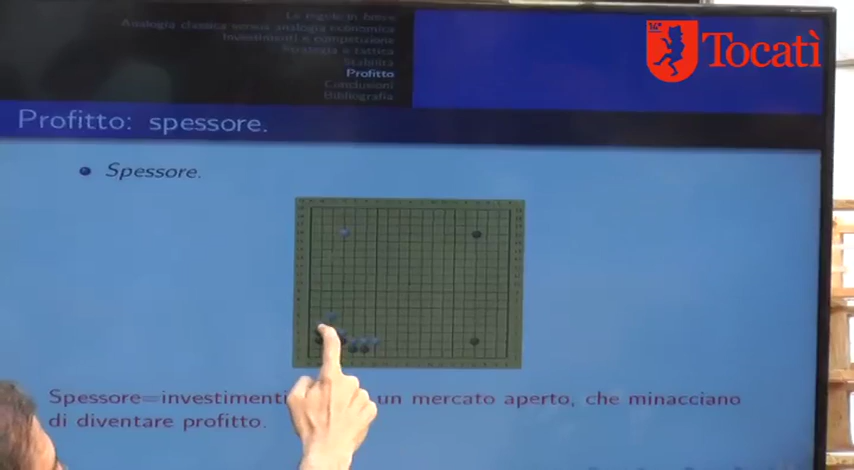 14°
Tocatì
Le regole in breve
Analogia classica versus analogia economica
Investimenti e competizione
Strategia e tattica
Stabilità
Profitto
Conclusioni
Bibliografia
Profitto: spessore.
Spessore.
Spessore=investimenti un mercato aperto, che minacciano
di diventare profitto.